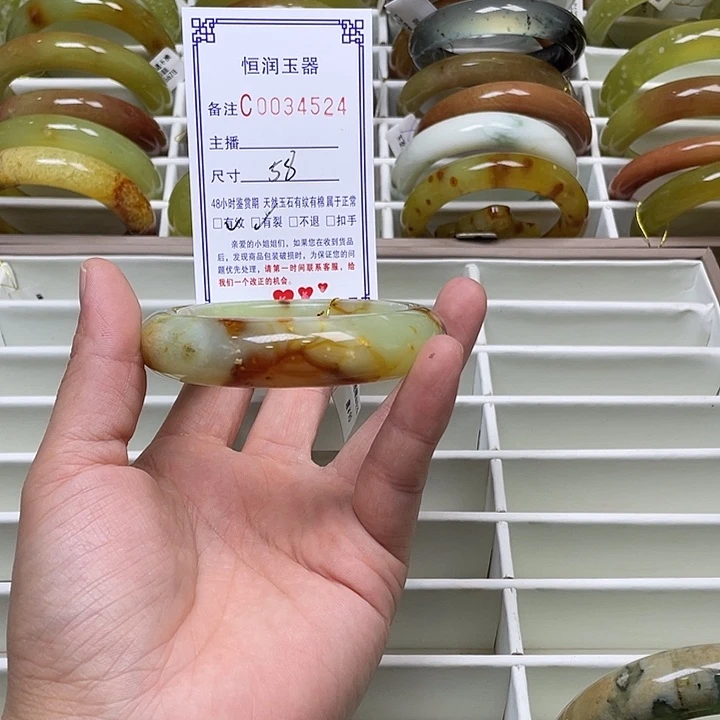 恒润玉器
备注C0034524
主播
尺寸 58
48小时鉴赏期 天然玉石有纹有棉 属于正常
□有纹 □有裂 □不退 □扣手
亲爱的小姐姐们，如果您在收到货品
后，发现商品包装破损时，为保证您的问
题优先处理，请第一时间联系客服，给
我们一个改正的机会。